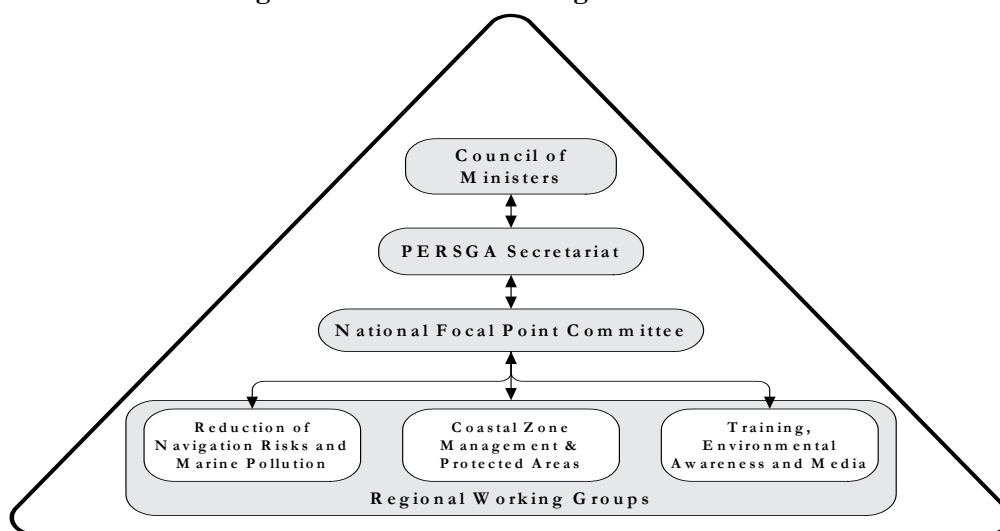 Council of
Ministers
PERSGA Secretariat
National Focal Point Committee
Reduction of
Navigation Risks and
Marine Pollution
Coastal Zone
Management &
Protected Areas
Training,
Environmental
Awareness and Media
Regional Working Groups